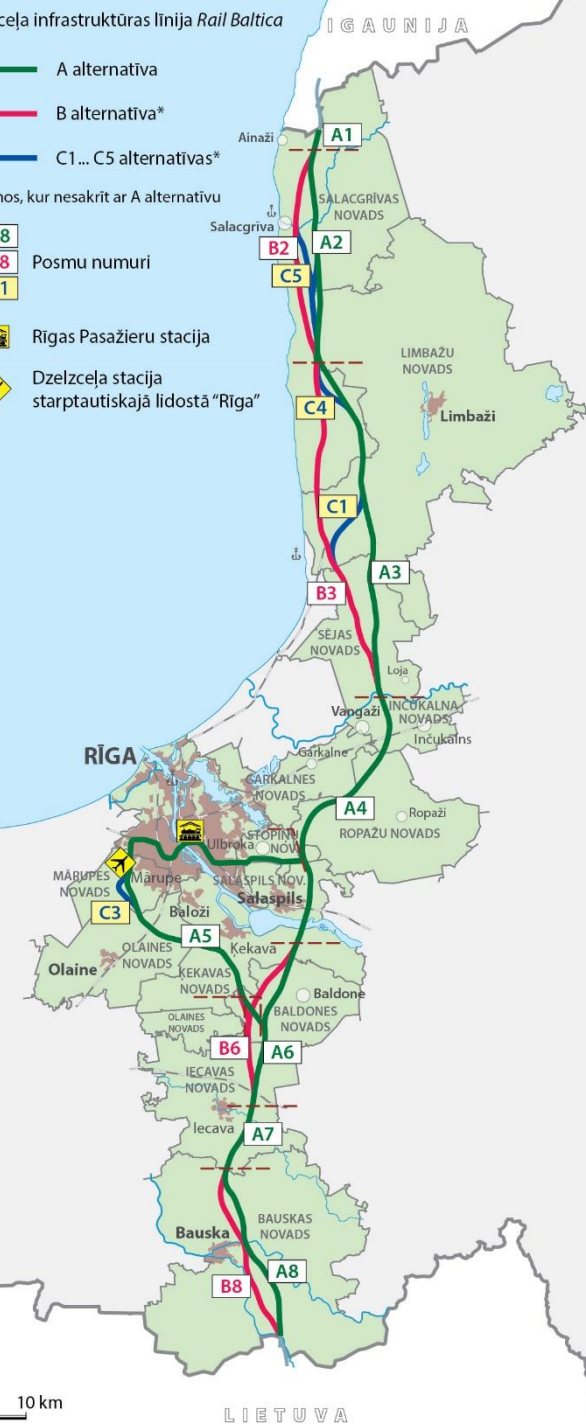 ceļa infrastruktūras līnija Rail Baltica
IGAUNIJA
A alternatīva
B alternatīva*
C1... C5 alternatīvas*
nos, kur nesakrīt ar A alternatīvu
8
8
1
Posmu numuri
Rīgas Pasažieru stacija
Dzelzceļa stacija
starptautiskajā lidostā “Rīga”
Ainaži
A1
SALACGRĪVAS
NOVADS
Salacgrīva
B2
A2
C5
LIMBAŽU
NOVADS
C4
Limbaži
C1
A3
B3
SĒJAS
NOVADS
Loja
Vangaži
INČUKALNA
NOVADS
Inčukalns
RĪGA
Garkalne
GARKALNES
NOVADS
A4
Ropaži
ROPAŽU NOVADS
Ulbroka
STOPIŅU
NOV.
MĀRUPES
NOVADS
Mārupe
SALASPILS NOV.
Salaspils
C3
Baloži
A5
Ķekava
OLAINES
NOVADS
Olaine
ĶEKAVAS
NOVADS
Baldone
BALDONES
NOVADS
OLAINES
NOVADS
B6
A6
IECAVAS
NOVADS
Iecava
A7
Bauska
BAUSKAS
NOVADS
B8
A8
10 km
LIETUVA